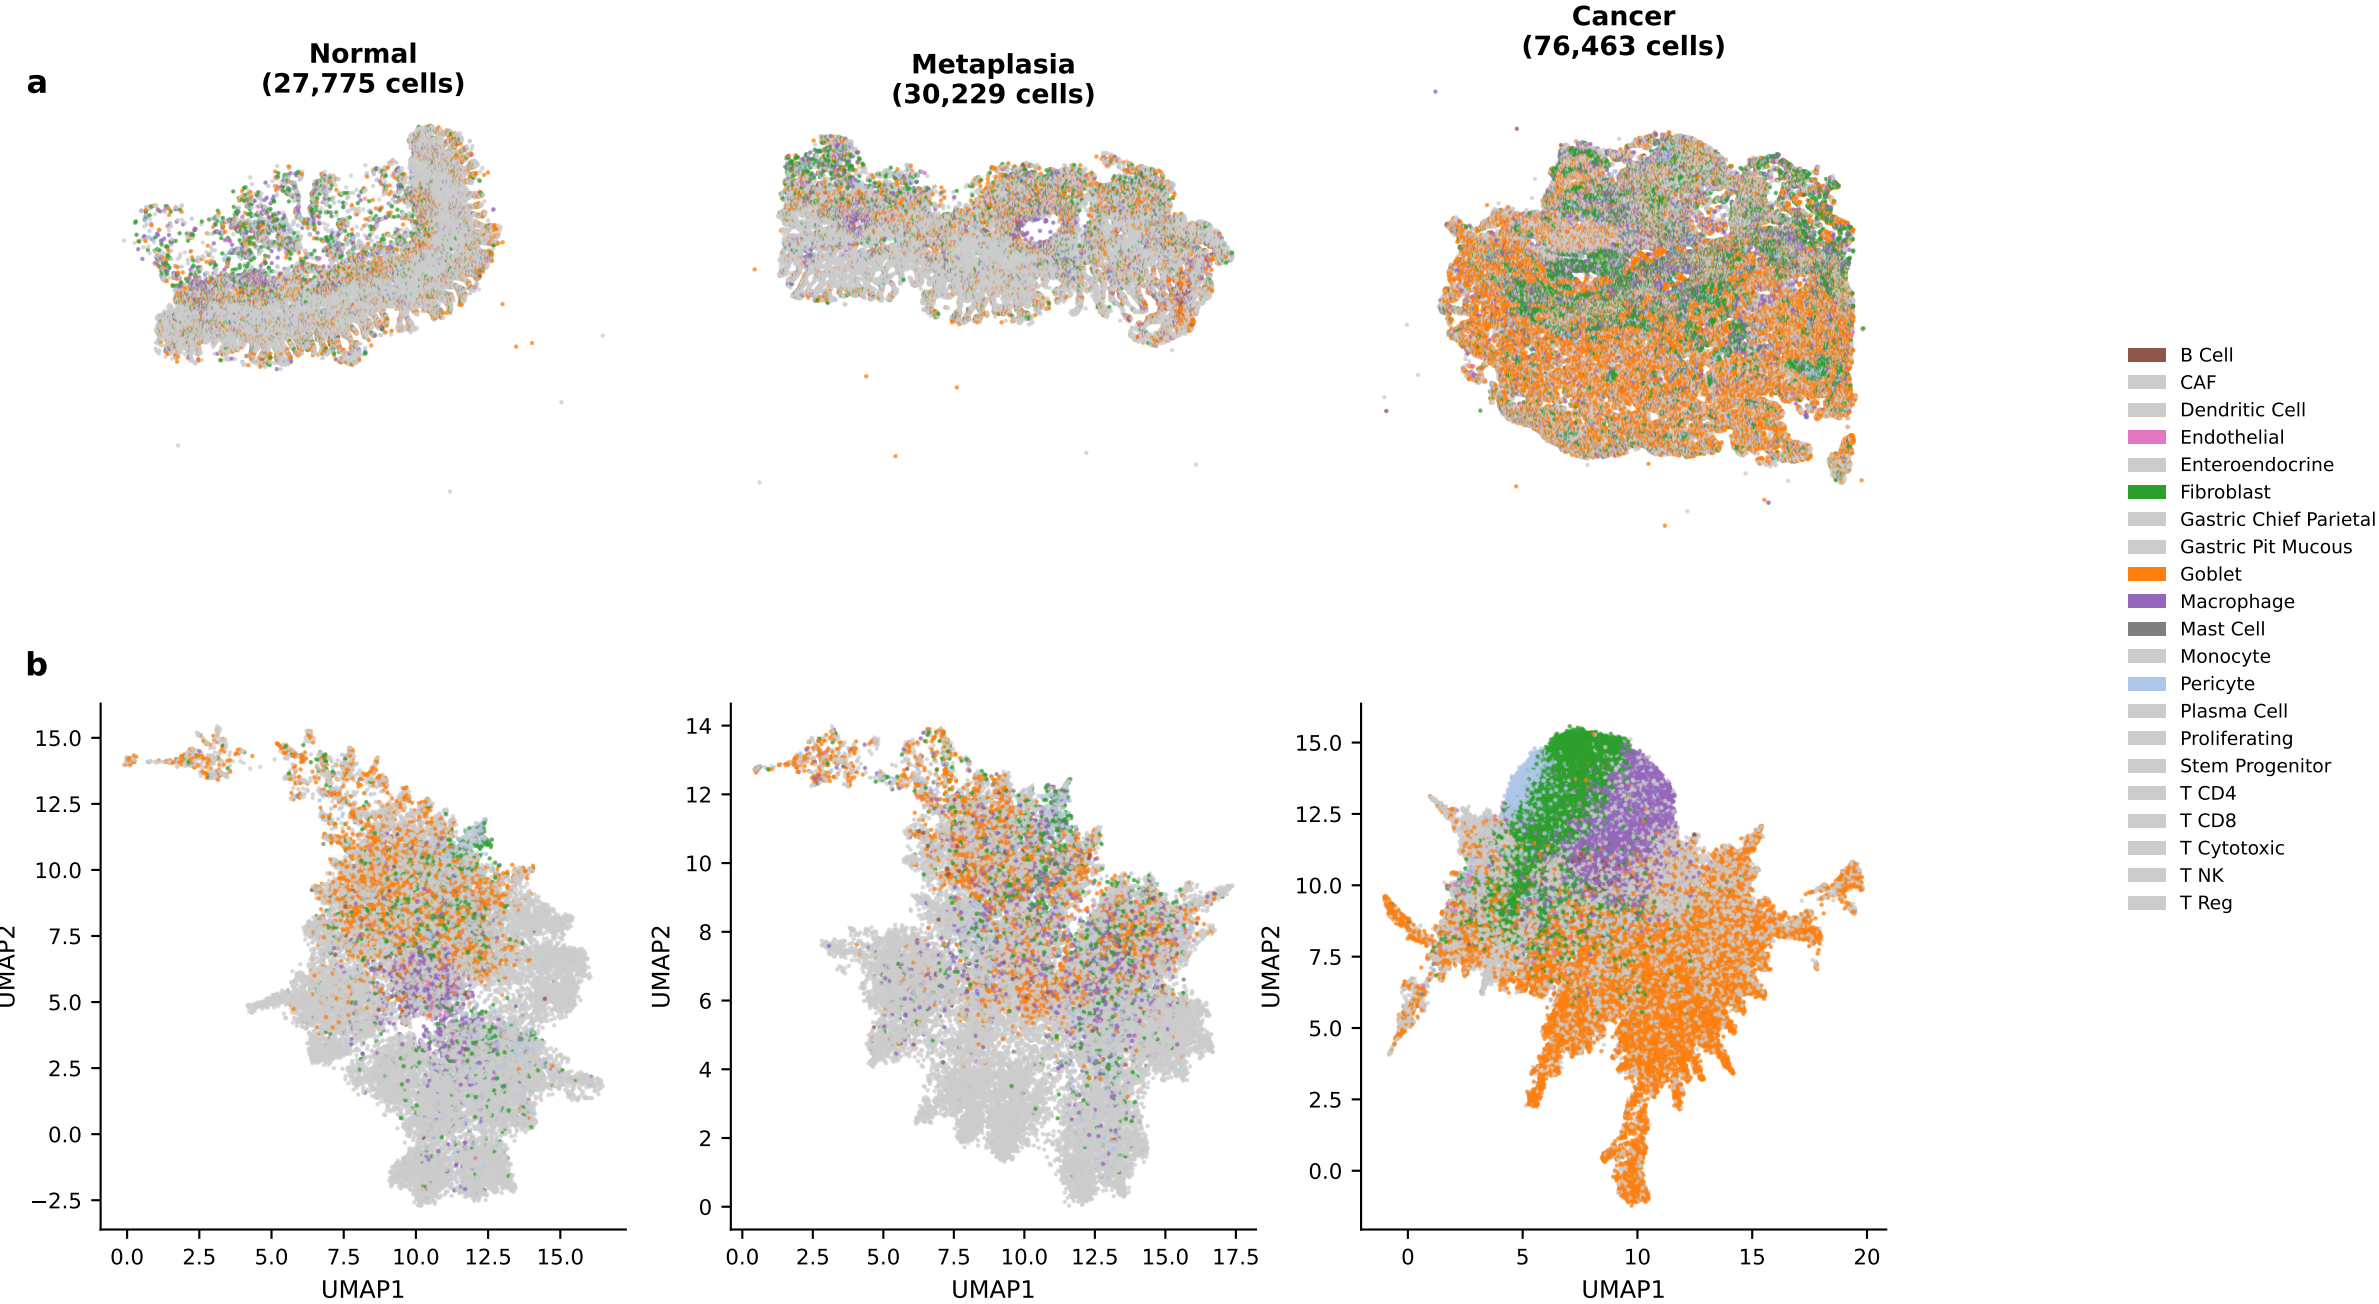 a
Normal
(27,775 cells)
Metaplasia
(30,229 cells)
Cancer
(76,463 cells)
B Cell
CAF
Dendritic Cell
Endothelial
Enteroendocrine
Fibroblast
Gastric Chief Parietal
Gastric Pit Mucous
Goblet
Macrophage
Mast Cell
Monocyte
Pericyte
Plasma Cell
Proliferating
Stem Progenitor
T CD4
T CD8
T Cytotoxic
T NK
T Reg
b
UMAP2
15.0
12.5
10.0
7.5
5.0
2.5
0.0
−2.5
0.0 2.5 5.0 7.5 10.0 12.5 15.0
UMAP1
UMAP2
14
12
10
8
6
4
2
0
0.0 2.5 5.0 7.5 10.0 12.5 15.0 17.5
UMAP1
UMAP2
15.0
12.5
10.0
7.5
5.0
2.5
0.0
0 5 10 15 20
UMAP1